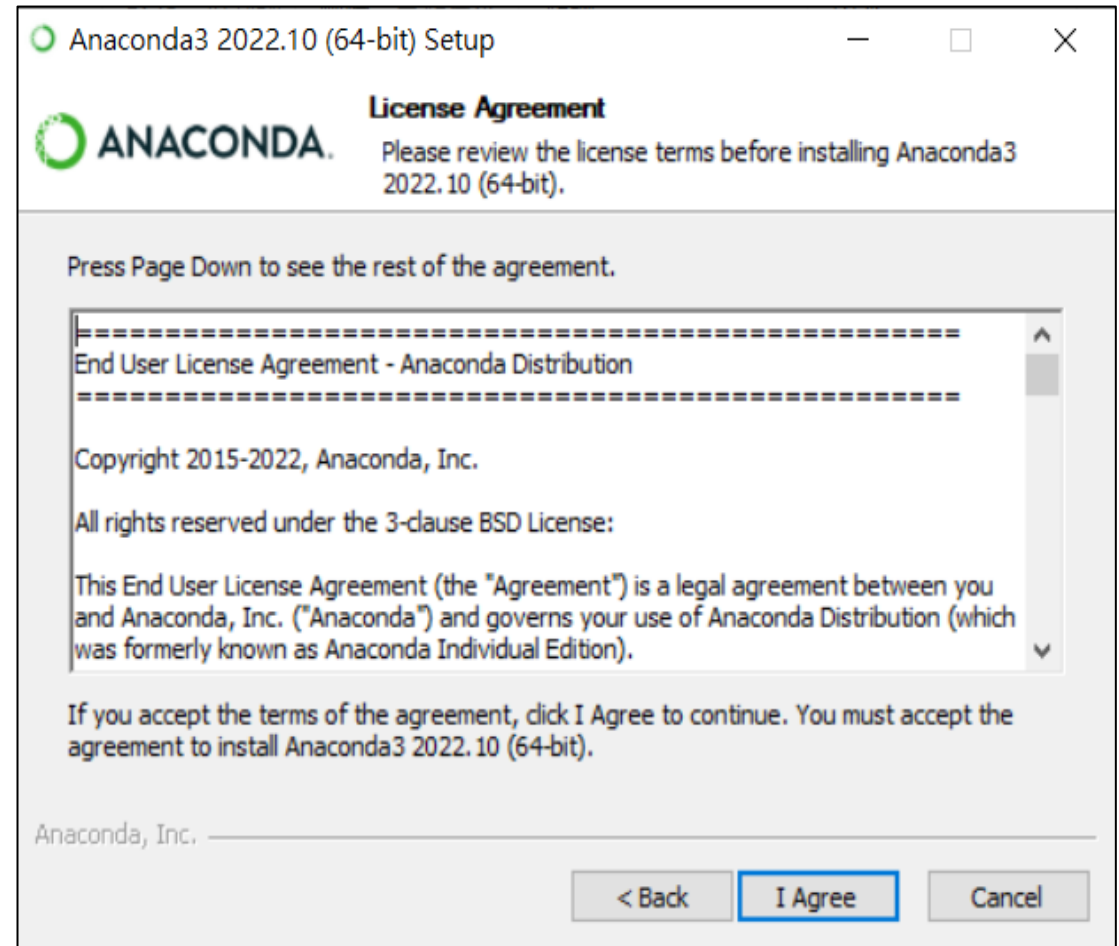 Anaconda3 2022.10 (64-bit) Setup
ANACONDA.
License Agreement
Please review the license terms before installing Anaconda3
2022.10 (64-bit).
Press Page Down to see the rest of the agreement.
==================================================
End User License Agreement - Anaconda Distribution
==================================================
Copyright 2015-2022, Anaconda, Inc.
All rights reserved under the 3-clause BSD License:
This End User License Agreement (the "Agreement") is a legal agreement between you
and Anaconda, Inc. ("Anaconda") and governs your use of Anaconda Distribution (which
was formerly known as Anaconda Individual Edition).
If you accept the terms of the agreement, click I Agree to continue. You must accept the
agreement to install Anaconda3 2022.10 (64-bit).
Anaconda, Inc.
< Back I Agree Cancel